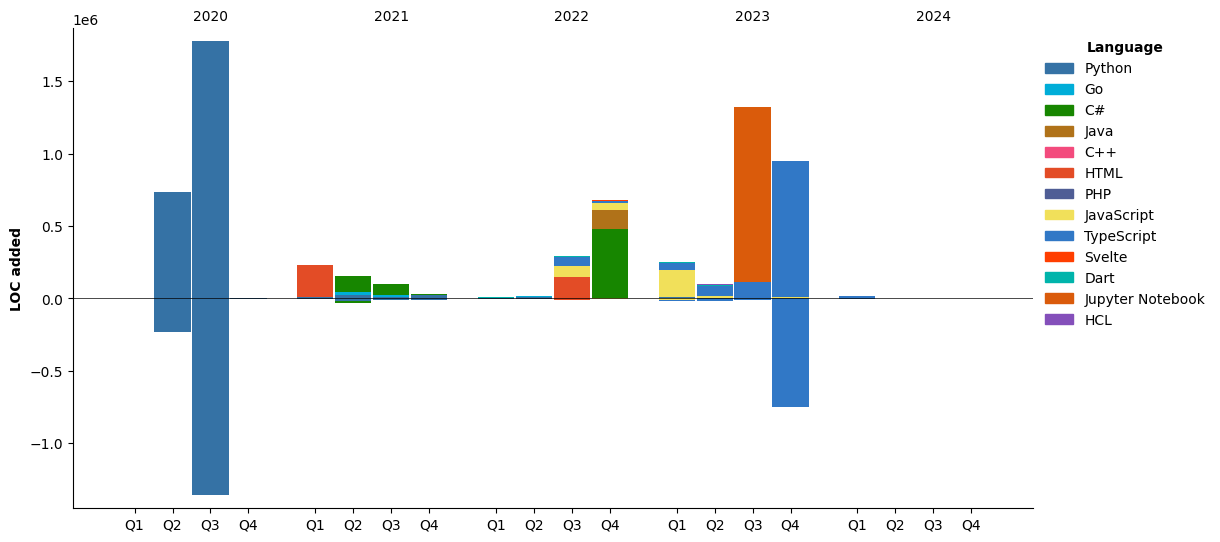 1e6
2020 2021 2022 2023 2024
LOC added
1.5
1.0
0.5
0.0
−0.5
−1.0
Q1 Q2 Q3 Q4 Q1 Q2 Q3 Q4 Q1 Q2 Q3 Q4 Q1 Q2 Q3 Q4 Q1 Q2 Q3 Q4
Language
Python
Go
C#
Java
C++
HTML
PHP
JavaScript
TypeScript
Svelte
Dart
Jupyter Notebook
HCL